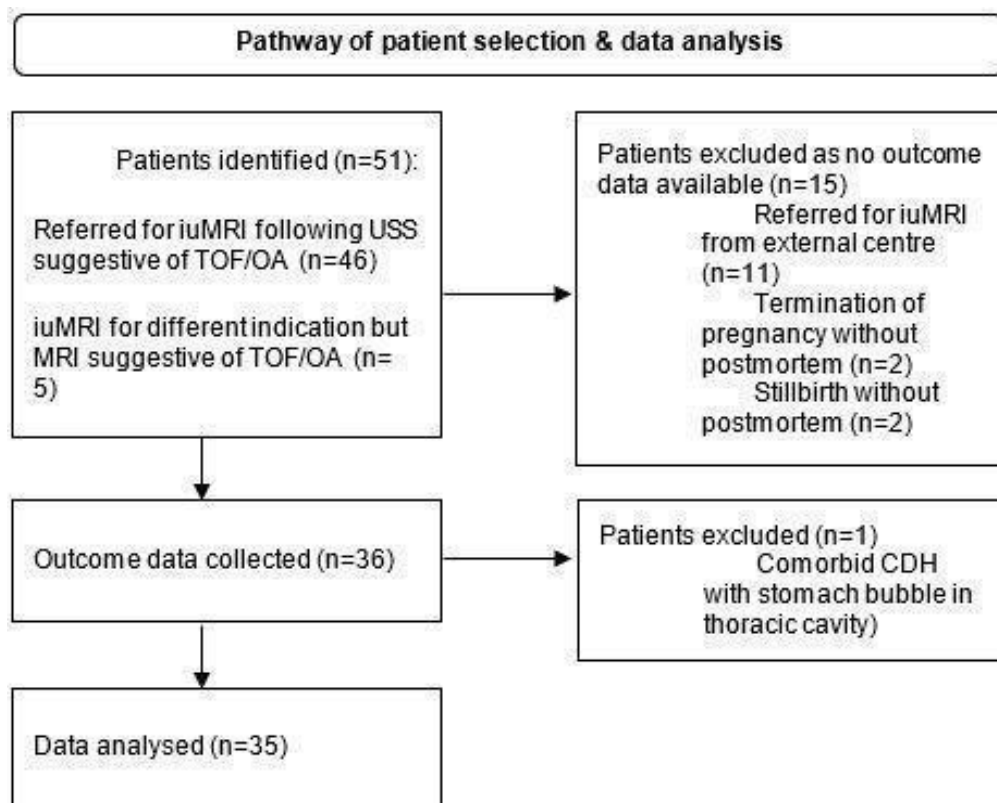 Pathway of patient selection & data analysis
Patients identified (n=51):
Referred for iuMRI following USS
suggestive of TOF/OA (n=46)
iuMRI for different indication but
MRI suggestive of TOF/OA (n=
5)
Patients excluded as no outcome
data available (n=15)
Referred for iuMRI
from external centre
(n=11)
Termination of
pregnancy without
postmortem (n=2)
Stillbirth without
postmortem (n=2)
Outcome data collected (n=36)
Patients excluded (n=1)
Comorbid CDH
with stomach bubble in
thoracic cavity)
Data analysed (n=35)